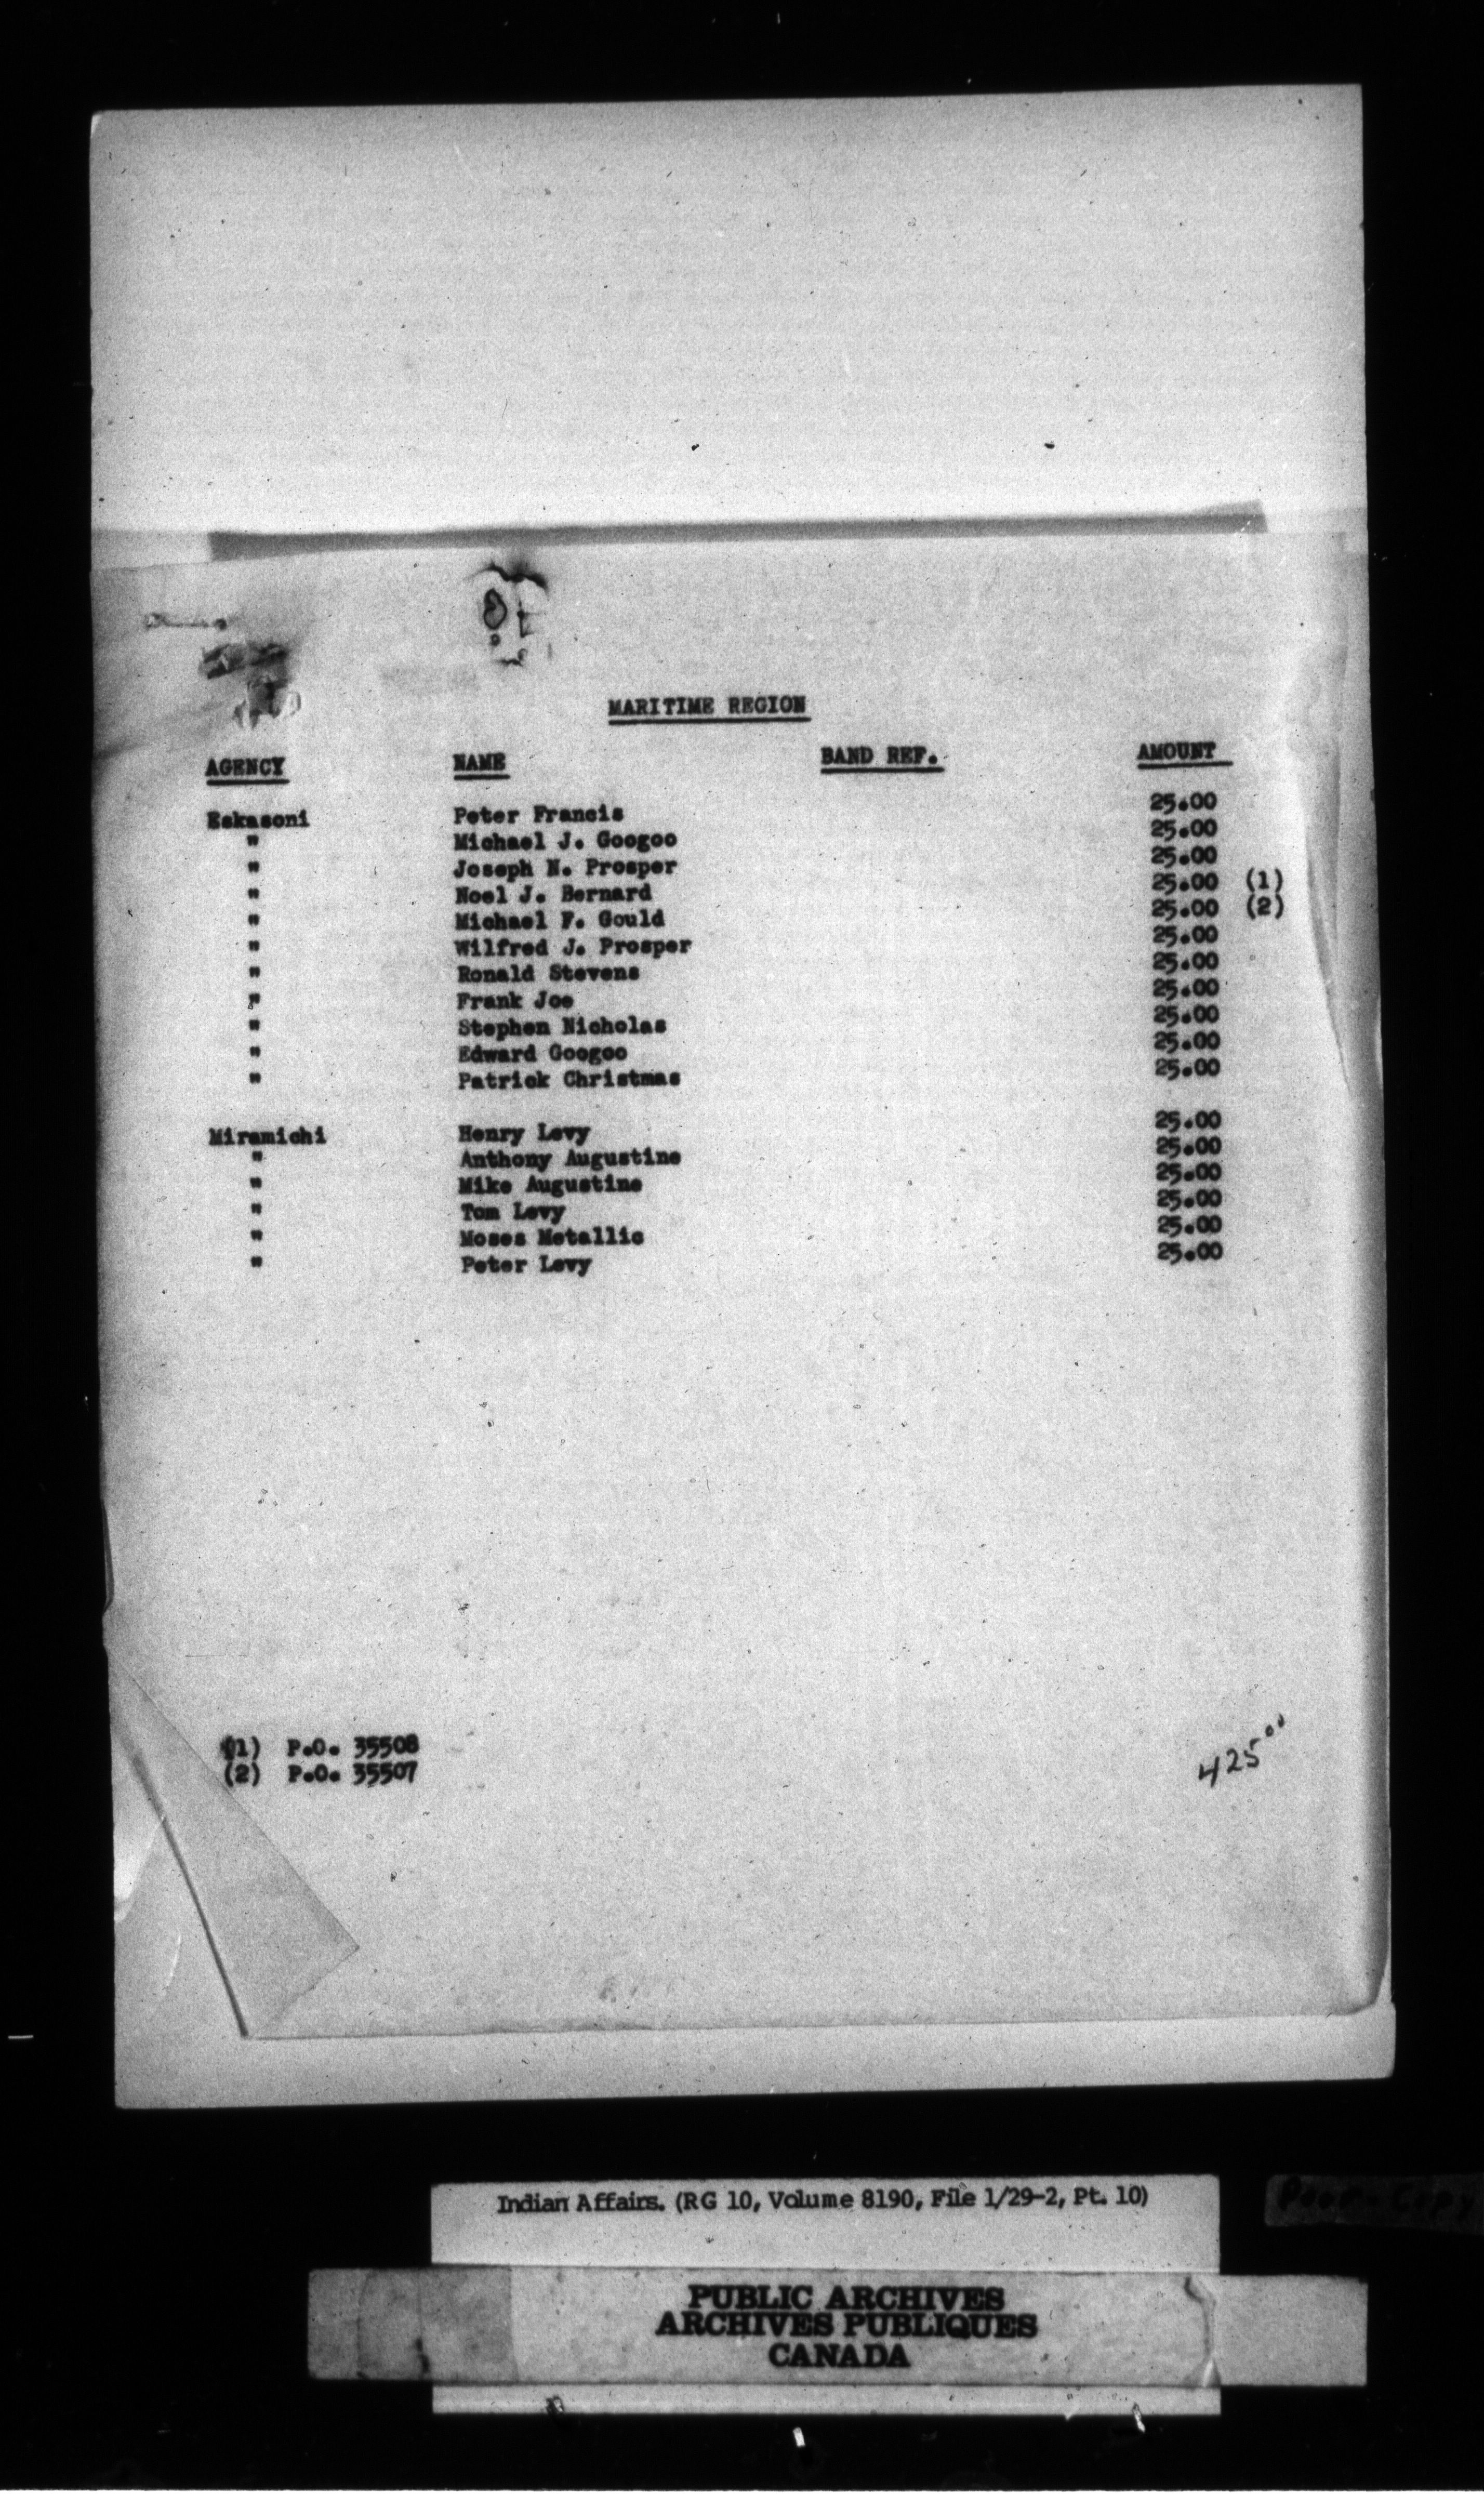 MARITIME REGION
AGENCY NAME BAND REF. AMOUNT
Eskasoni Peter Francis 25.00
" Michael J. Googoo 25.00
" Joseph N. Prosper 25.00
" Noel J. Bernard 25.00 (1)
" Michael F. Gould 25.00 (2)
" Wilfred J. Prosper 25.00
" Ronald Stevens 25.00
" Frank Joe 25.00
" Stephen Nicholas 25.00
" Edward Googoo 25.00
" Patrick Christmas 25.00
Miramichi Henry Levy 25.00
" Anthony Augustine 25.00
" Mike Augustine 25.00
" Tom Levy 25.00
" Moses Metallic 25.00
" Peter Levy 25.00
(1) P.O. 35508
(2) P.O. 35507
425.00
Indian Affairs. (RG 10, Volume 8190, File 1/29-2, Pt. 10)
Poor Copy
PUBLIC ARCHIVES
ARCHIVES PUBLIQUES
CANADA